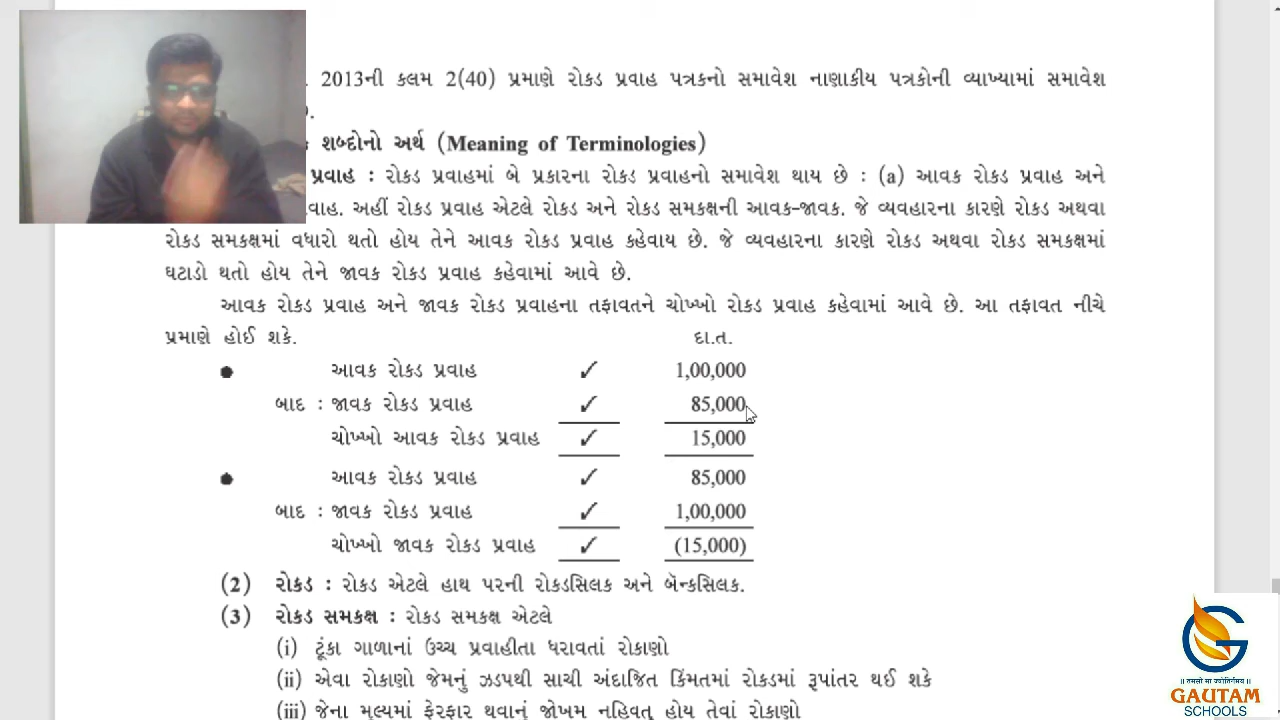 2013ની કલમ 2(40) પ્રમાણે રોકડ પ્રવાહ પત્રકનો સમાવેશ નાણાકીય પત્રકોની વ્યાખ્યામાં સમાવેશ
શબ્દોનો અર્થ (Meaning of Terminologies)
પ્રવાહ : રોકડ પ્રવાહમાં બે પ્રકારના રોકડ પ્રવાહનો સમાવેશ થાય છે : (a) આવક રોકડ પ્રવાહ અને
વાહ. અહીં રોકડ પ્રવાહ એટલે રોકડ અને રોકડ સમકક્ષની આવક-જાવક. જે વ્યવહારના કારણે રોકડ અથવા
રોકડ સમકક્ષમાં વધારો થતો હોય તેને આવક રોકડ પ્રવાહ કહેવાય છે. જે વ્યવહારના કારણે રોકડ અથવા રોકડ સમકક્ષમાં
ઘટાડો થતો હોય તેને જાવક રોકડ પ્રવાહ કહેવામાં આવે છે.
આવક રોકડ પ્રવાહ અને જાવક રોકડ પ્રવાહના તફાવતને ચોખ્ખો રોકડ પ્રવાહ કહેવામાં આવે છે. આ તફાવત નીચે
પ્રમાણે હોઈ શકે. દા.ત.
● આવક રોકડ પ્રવાહ ✓ 1,00,000
બાદ : જાવક રોકડ પ્રવાહ ✓ 85,000
ચોખ્ખો આવક રોકડ પ્રવાહ ✓ 15,000
● આવક રોકડ પ્રવાહ ✓ 85,000
બાદ : જાવક રોકડ પ્રવાહ ✓ 1,00,000
ચોખ્ખો જાવક રોકડ પ્રવાહ ✓ (15,000)
(2) રોકડ : રોકડ એટલે હાથ પરની રોકડસિલક અને બૅન્કસિલક.
(3) રોકડ સમકક્ષ : રોકડ સમકક્ષ એટલે
(i) ટૂંકા ગાળાનાં ઉચ્ચ પ્રવાહીતા ધરાવતાં રોકાણો
(ii) એવા રોકાણો જેમનું ઝડપથી સાચી અંદાજિત કિંમતમાં રોકડમાં રૂપાંતર થઈ શકે
(iii) જેના મૂલ્યમાં ફેરફાર થવાનું જોખમ નહિવત્ હોય તેવાં રોકાણો
॥ तमसो मा ज्योतिर्गमय ॥
GAUTAM
SCHOOLS